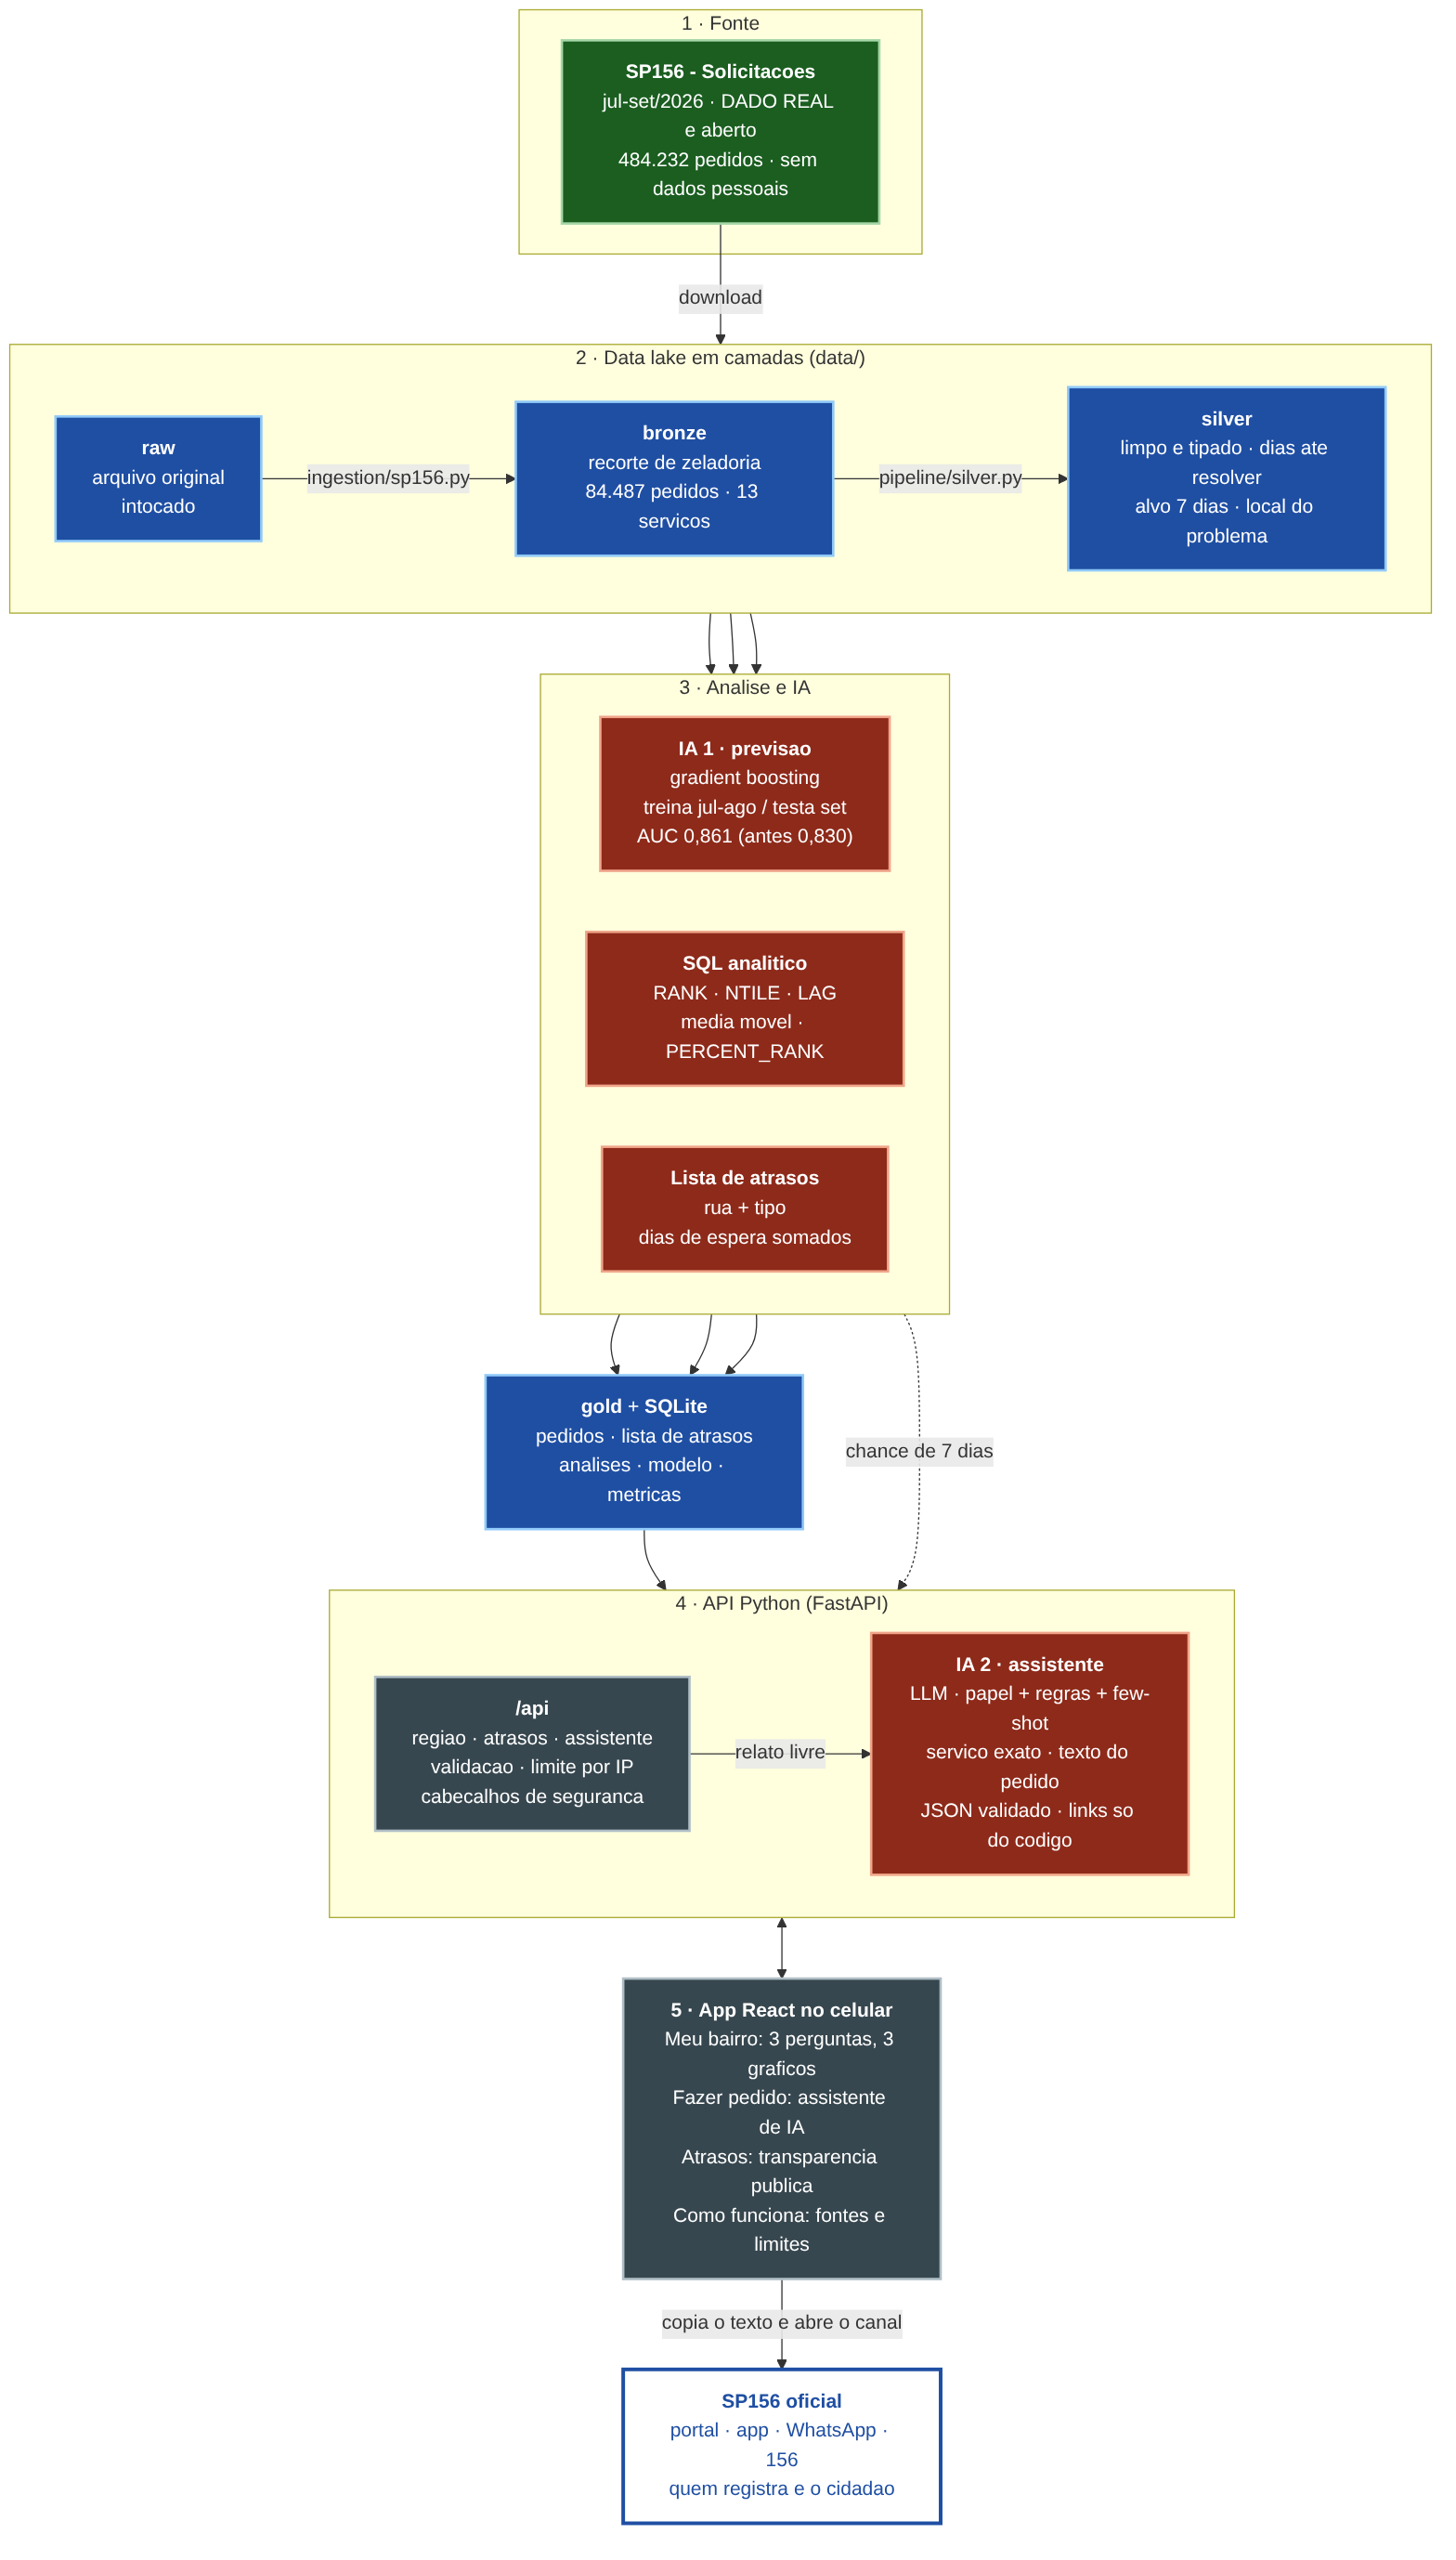 1 · Fonte
SP156 - Solicitacoes
jul-set/2026 · DADO REAL
e aberto
484.232 pedidos · sem
dados pessoais
download
2 · Data lake em camadas (data/)
raw
arquivo original
intocado
ingestion/sp156.py
bronze
recorte de zeladoria
84.487 pedidos · 13
servicos
pipeline/silver.py
silver
limpo e tipado · dias ate
resolver
alvo 7 dias · local do
problema
3 · Analise e IA
IA 1 · previsao
gradient boosting
treina jul-ago / testa set
AUC 0,861 (antes 0,830)
SQL analitico
RANK · NTILE · LAG
media movel ·
PERCENT_RANK
Lista de atrasos
rua + tipo
dias de espera somados
gold + SQLite
pedidos · lista de atrasos
analises · modelo ·
metricas
chance de 7 dias
4 · API Python (FastAPI)
/api
regiao · atrasos · assistente
validacao · limite por IP
cabecalhos de seguranca
relato livre
IA 2 · assistente
LLM · papel + regras + few-
shot
servico exato · texto do
pedido
JSON validado · links so
do codigo
5 · App React no celular
Meu bairro: 3 perguntas, 3
graficos
Fazer pedido: assistente
de IA
Atrasos: transparencia
publica
Como funciona: fontes e
limites
copia o texto e abre o canal
SP156 oficial
portal · app · WhatsApp ·
156
quem registra e o cidadao